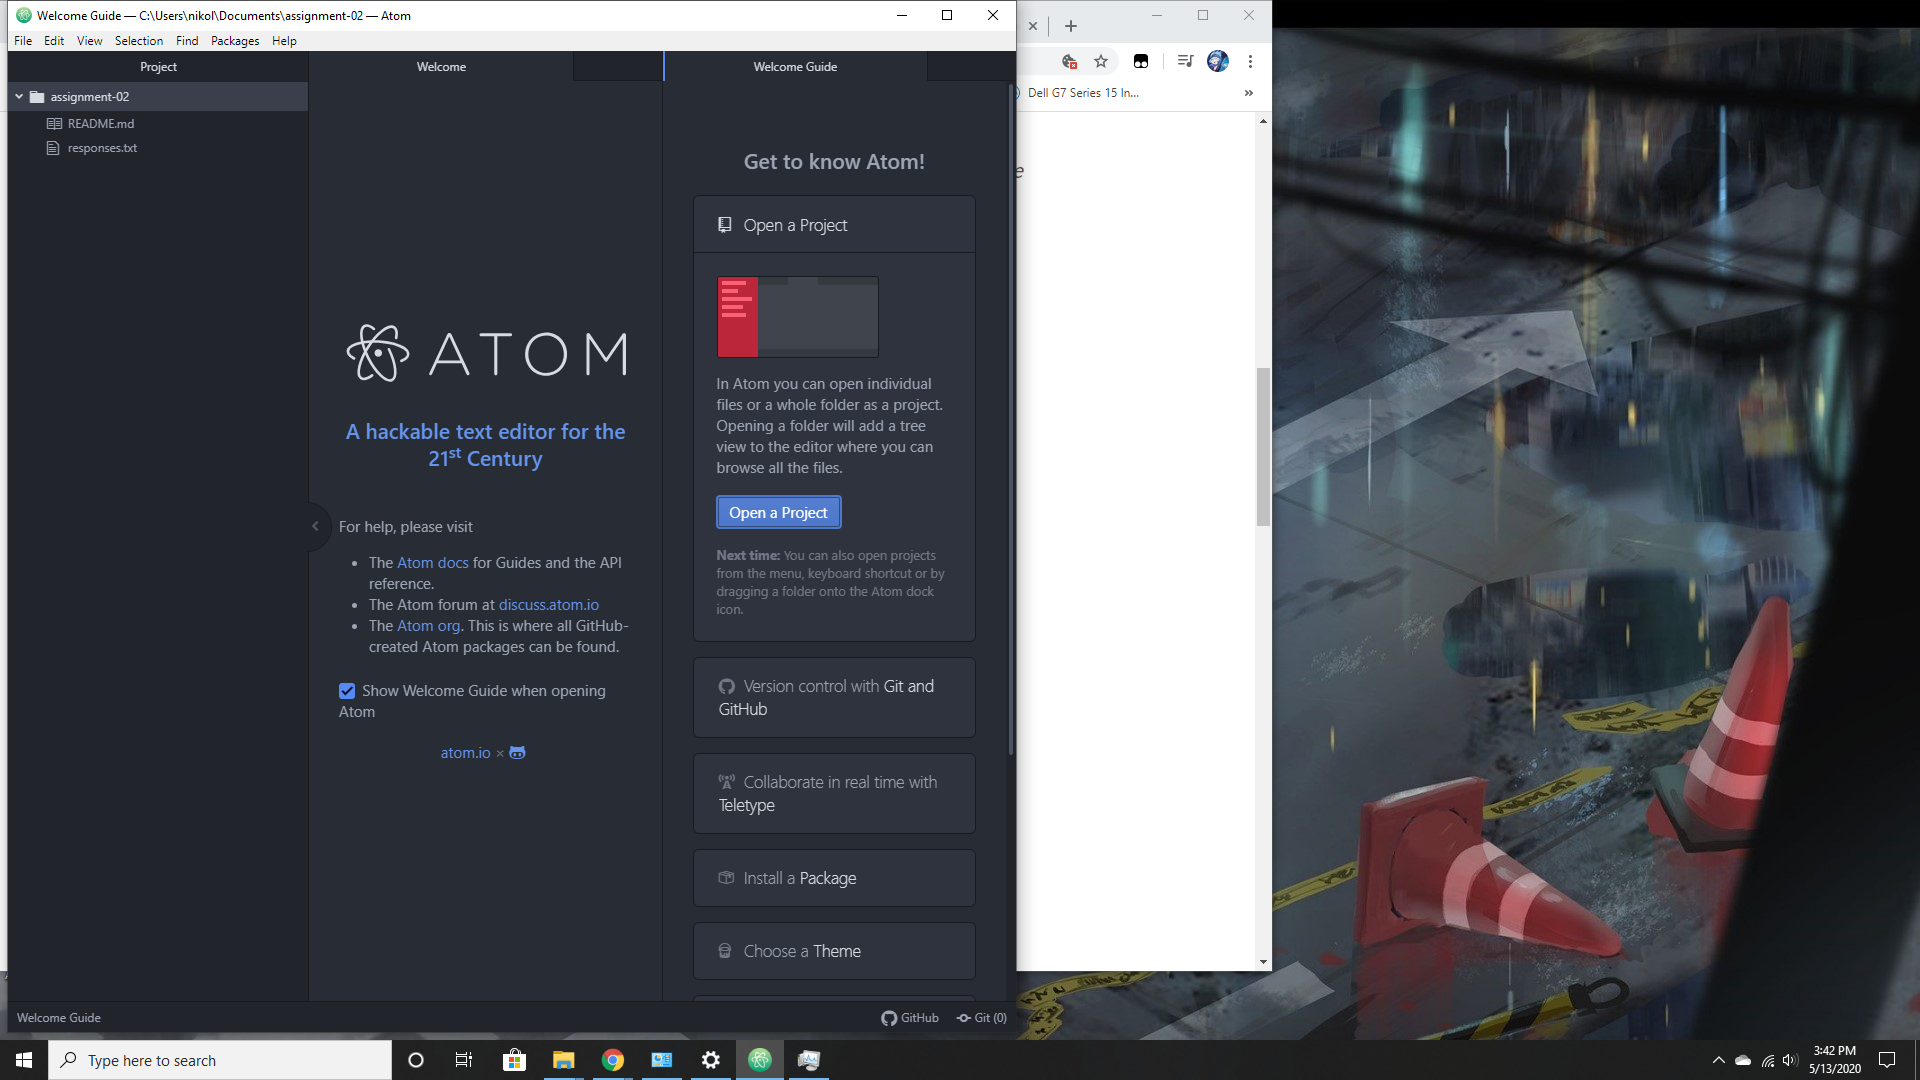 Welcome Guide — C:\Users\nikol\Documents\assignment-02 — Atom
File Edit View Selection Find Packages Help
Project
assignment-02
README.md
responses.txt
Welcome
ATOM
A hackable text editor for the
21st Century
For help, please visit
• The Atom docs for Guides and the API
reference.
• The Atom forum at discuss.atom.io
• The Atom org. This is where all GitHub-
created Atom packages can be found.
Show Welcome Guide when opening
Atom
atom.io ×
Welcome Guide
Get to know Atom!
Open a Project
In Atom you can open individual
files or a whole folder as a project.
Opening a folder will add a tree
view to the editor where you can
browse all the files.
Open a Project
Next time: You can also open projects
from the menu, keyboard shortcut or by
dragging a folder onto the Atom dock
icon.
Version control with Git and
GitHub
Collaborate in real time with
Teletype
Install a Package
Choose a Theme
Welcome Guide
GitHub
Git (0)
Dell G7 Series 15 In...
e
Type here to search
3:42 PM
5/13/2020